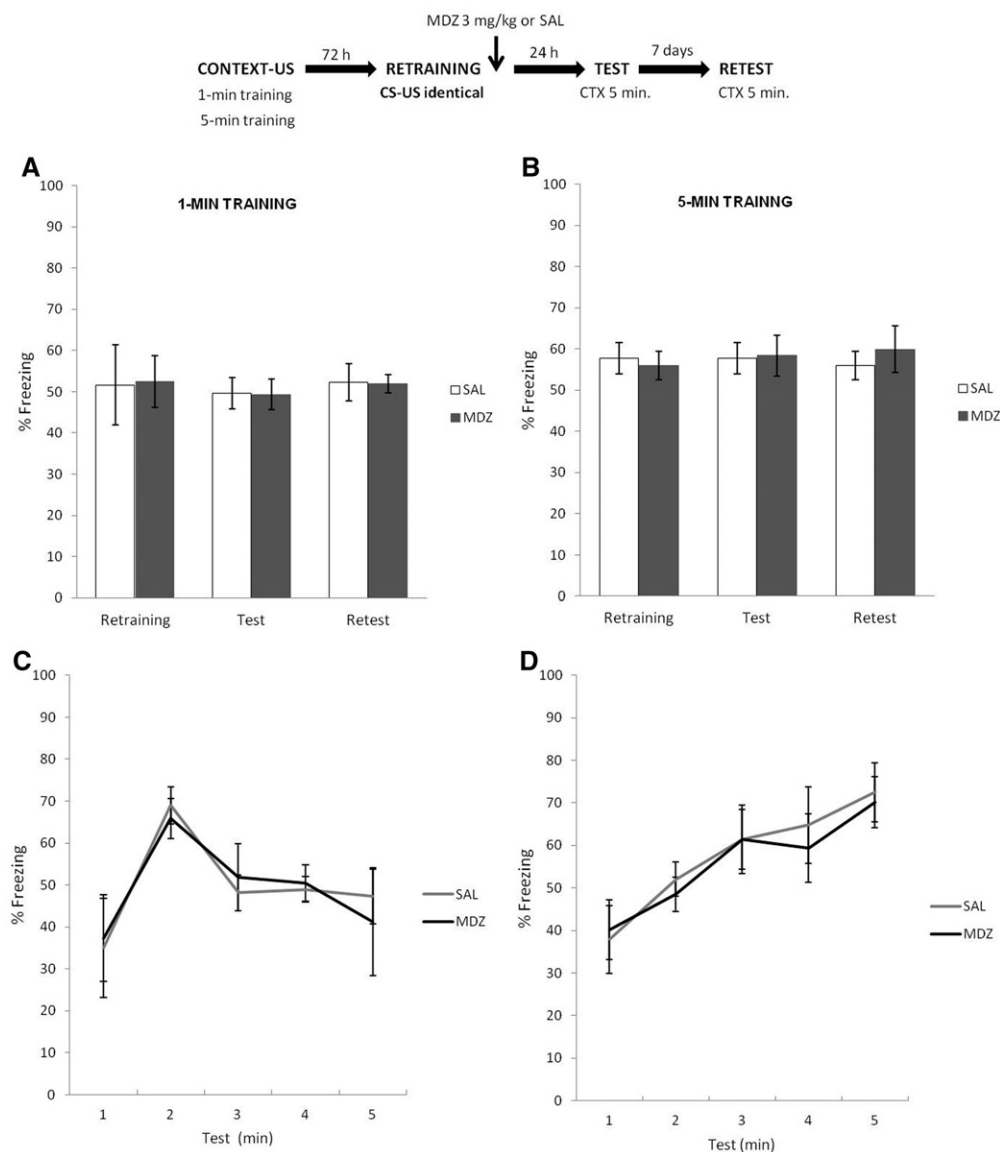 MDZ 3 mg/kg or SAL
72 h
24 h
7 days
CONTEXT-US
RETRAINING
TEST
RETEST
1-min training
CS-US identical
CTX 5 min.
CTX 5 min.
5-min training
A
100
90
80
70
60
50
40
30
20
10
0
% Freezing
1-MIN TRAINING
SAL
MDZ
Retraining
Test
Retest
B
100
90
80
70
60
50
40
30
20
10
0
% Freezing
5-MIN TRAINNG
SAL
MDZ
Retraining
Test
Retest
C
100
90
80
70
60
50
40
30
20
10
0
% Freezing
SAL
MDZ
1
2
3
4
5
Test (min)
D
100
90
80
70
60
50
40
30
20
10
0
% Freezing
SAL
MDZ
1
2
3
4
5
Test (min)